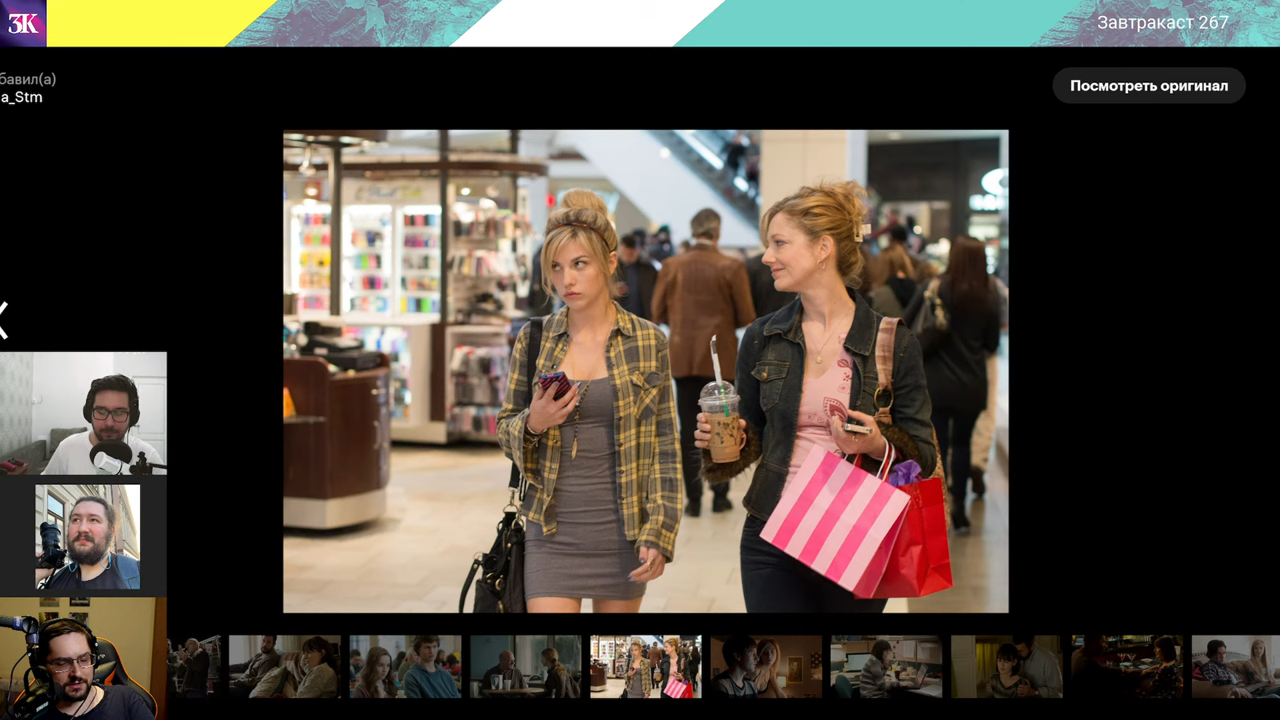 ЗК
Завтракаст 267
бавил(а)
a_Stm
Посмотреть оригинал